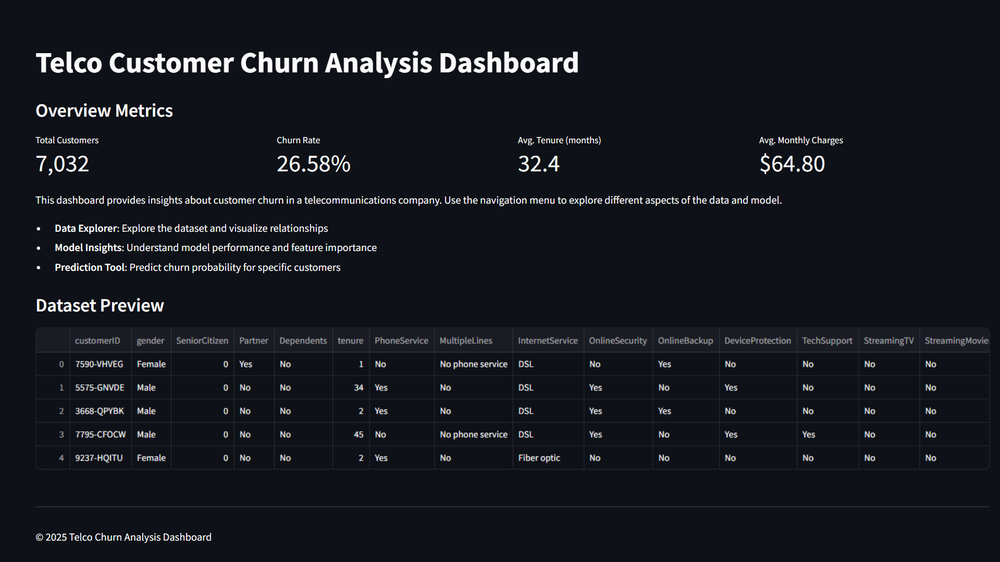 Telco Customer Churn Analysis Dashboard
Overview Metrics
Total Customers Churn Rate Avg. Tenure (months) Avg. Monthly Charges
7,032 26.58% 32.4 $64.80
This dashboard provides insights about customer churn in a telecommunications company. Use the navigation menu to explore different aspects of the data and model.
• Data Explorer: Explore the dataset and visualize relationships
• Model Insights: Understand model performance and feature importance
• Prediction Tool: Predict churn probability for specific customers
Dataset Preview
customerID gender SeniorCitizen Partner Dependents tenure PhoneService MultipleLines InternetService OnlineSecurity OnlineBackup DeviceProtection TechSupport StreamingTV StreamingMovie
0 7590-VHVEG Female 0 Yes No 1 No No phone service DSL No Yes No No No No
1 5575-GNVDE Male 0 No No 34 Yes No DSL Yes No Yes No No No
2 3668-QPYBK Male 0 No No 2 Yes No DSL Yes Yes No No No No
3 7795-CFOCW Male 0 No No 45 No No phone service DSL Yes No Yes Yes No No
4 9237-HQITU Female 0 No No 2 Yes No Fiber optic No No No No No No
© 2025 Telco Churn Analysis Dashboard